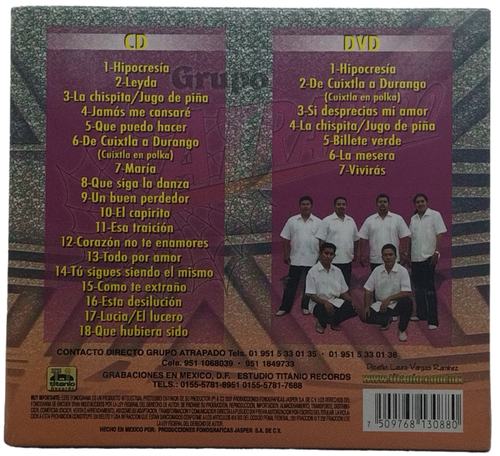 CD
1-Hipocresía
2-Leyda
3-La chispita/Jugo de piña
4-Jamás me cansaré
5-Que puedo hacer
6-De Cuixtla a Durango
(Cuixtla en polka)
7-María
8-Que siga la danza
9-Un buen perdedor
10-El capirito
11-Esa traición
12-Corazón no te enamores
13-Todo por amor
14-Tú sigues siendo el mismo
15-Como te extraño
16-Esta desilución
17-Lucia/El lucero
18-Que hubiera sido
DVD
1-Hipocresía
2-De Cuixtla a Durango
(Cuixtla en polka)
3-Si desprecias mi amor
4-La chispita/Jugo de piña
5-Billete verde
6-La mesera
7-Vivirás
Grupo
CONTACTO DIRECTO GRUPO ATRAPADO Tels. 01 951 5 33 01 35 - 01 951 5 33 01 38
Cels. 951 1068039 - 951 1849733
GRABACIONES EN MEXICO, D.F. ESTUDIO TITANIO RECORDS
TELS.: 0155-5781-8961 0155-5781-7688
Diseño: Laura Vargas Ramírez
7 509768 130880
HECHO EN MEXICO POR: PRODUCCIONES FONOGRAFICAS JASPER S.A. DE C.V.